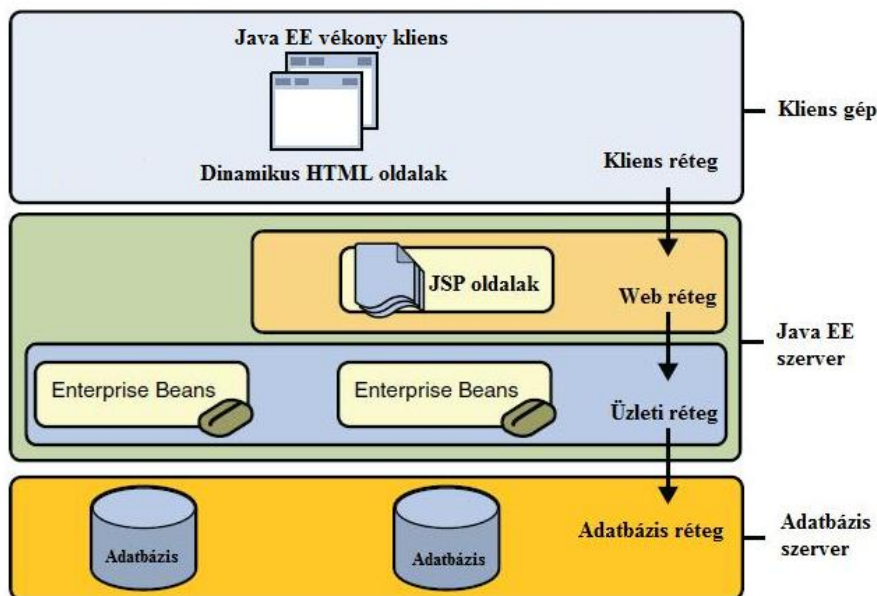 Java EE vékony kliens
Dinamikus HTML oldalak
Kliens réteg
Kliens gép
JSP oldalak
Web réteg
Java EE
szerver
Enterprise Beans
Enterprise Beans
Üzleti réteg
Adatbázis
Adatbázis
Adatbázis réteg
Adatbázis
szerver